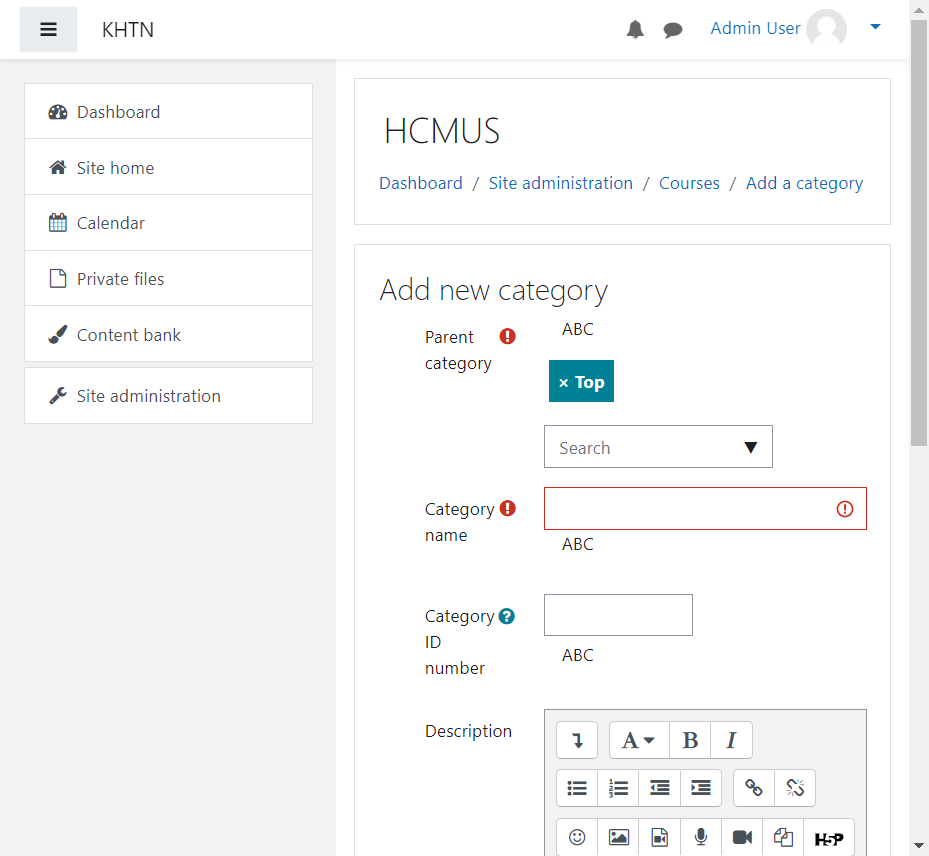 KHTN
Admin User
Dashboard
Site home
Calendar
Private files
Content bank
Site administration
HCMUS
Dashboard / Site administration / Courses / Add a category
Add new category
Parent
category
ABC
× Top
Search
Category
name
ABC
Category
ID
number
ABC
Description
A B I
H5P